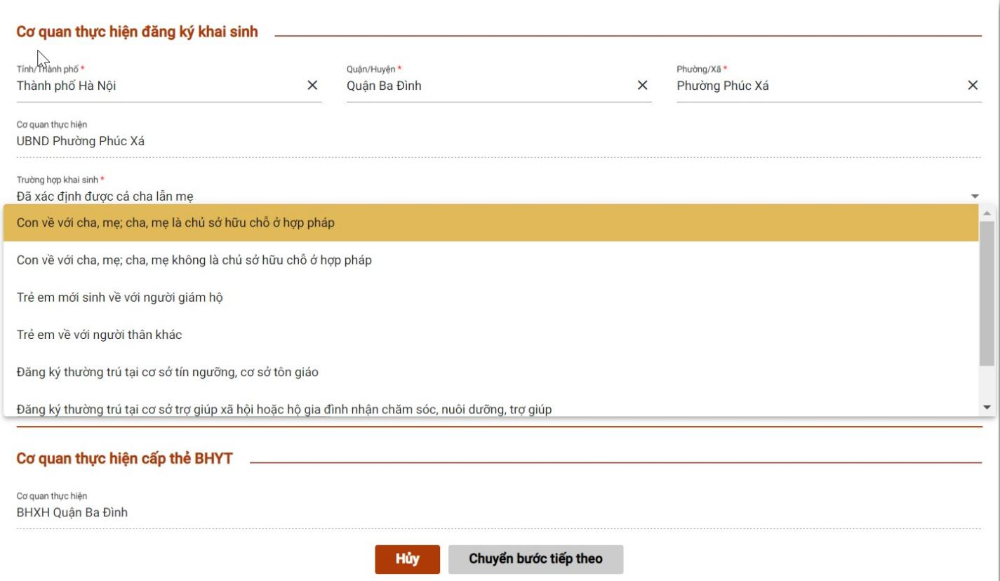 Cơ quan thực hiện đăng ký khai sinh
Tỉnh/Thành phố *
Quận/Huyện *
Phường/Xã *
Thành phố Hà Nội
Quận Ba Đình
Phường Phúc Xá
Cơ quan thực hiện
UBND Phường Phúc Xá
Trường hợp khai sinh *
Đã xác định được cả cha lẫn mẹ
Con về với cha, mẹ; cha, mẹ là chủ sở hữu chỗ ở hợp pháp
Con về với cha, mẹ; cha, mẹ không là chủ sở hữu chỗ ở hợp pháp
Trẻ em mới sinh về với người giám hộ
Trẻ em về với người thân khác
Đăng ký thường trú tại cơ sở tín ngưỡng, cơ sở tôn giáo
Đăng ký thường trú tại cơ sở trợ giúp xã hội hoặc hộ gia đình nhận chăm sóc, nuôi dưỡng, trợ giúp
Cơ quan thực hiện cấp thẻ BHYT
Cơ quan thực hiện
BHXH Quận Ba Đình
Hủy
Chuyển bước tiếp theo